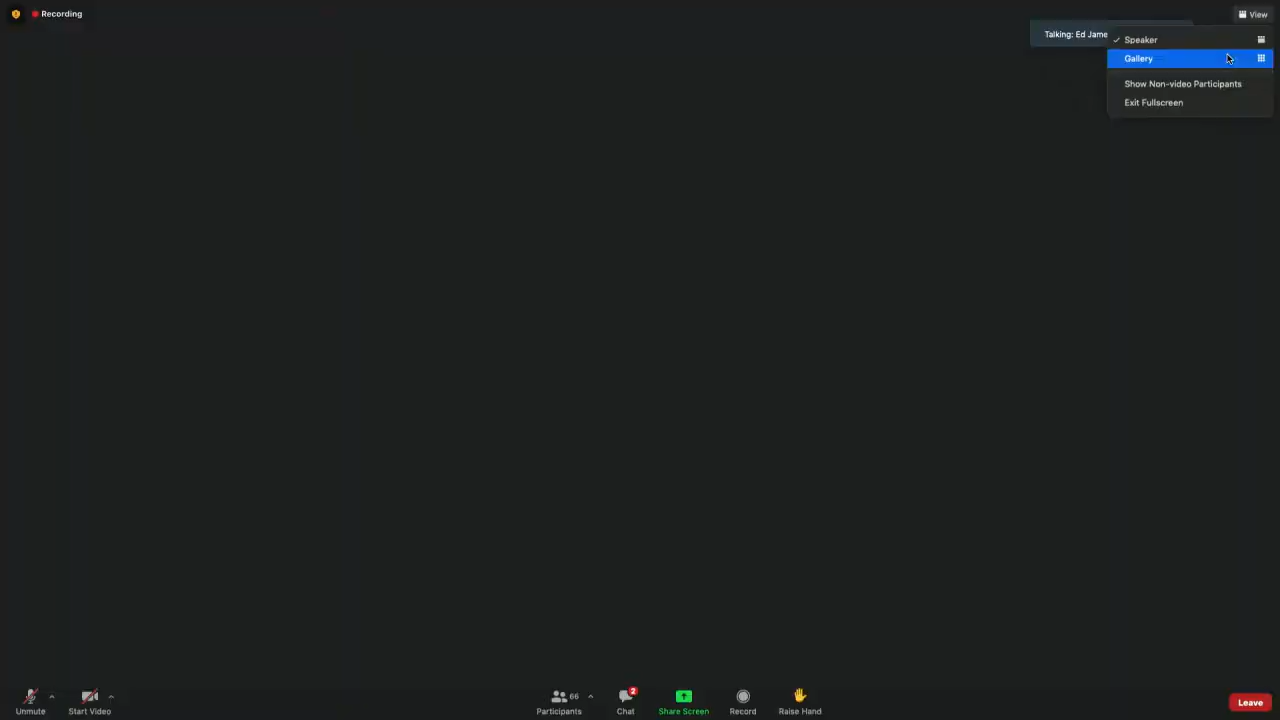 Recording
View
Talking: Ed Jame
Speaker
Gallery
Show Non-video Participants
Exit Fullscreen
Unmute
Start Video
66
Participants
2
Chat
Share Screen
Record
Raise Hand
Leave